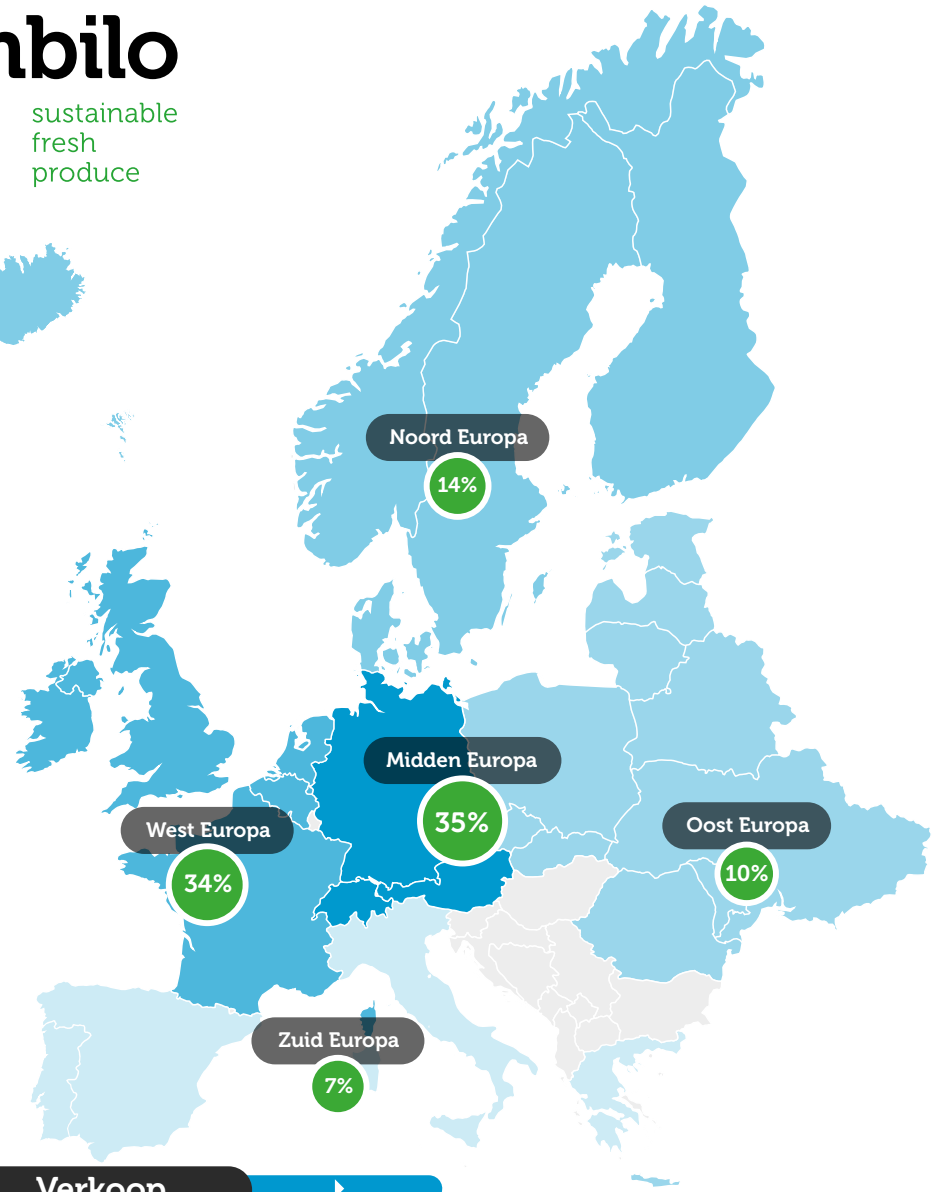 nbilo
sustainable
fresh
produce
Noord Europa
14%
Midden Europa
35%
West Europa
34%
Oost Europa
10%
Zuid Europa
7%
Verkoop